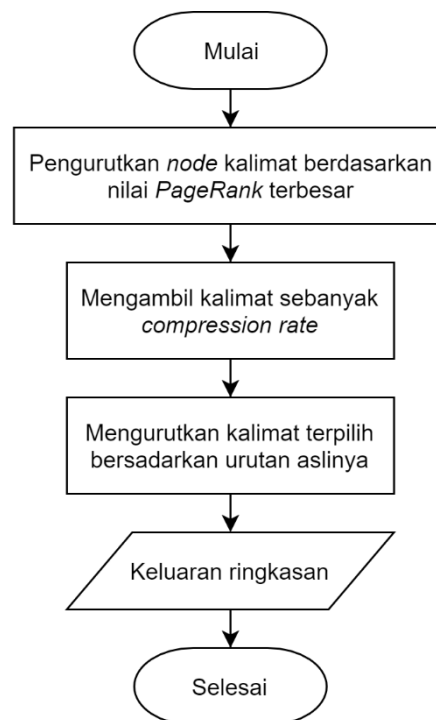 Mulai
Pengurutkan node kalimat berdasarkan
nilai PageRank terbesar
Mengambil kalimat sebanyak
compression rate
Mengurutkan kalimat terpilih
bersadarkan urutan aslinya
Keluaran ringkasan
Selesai